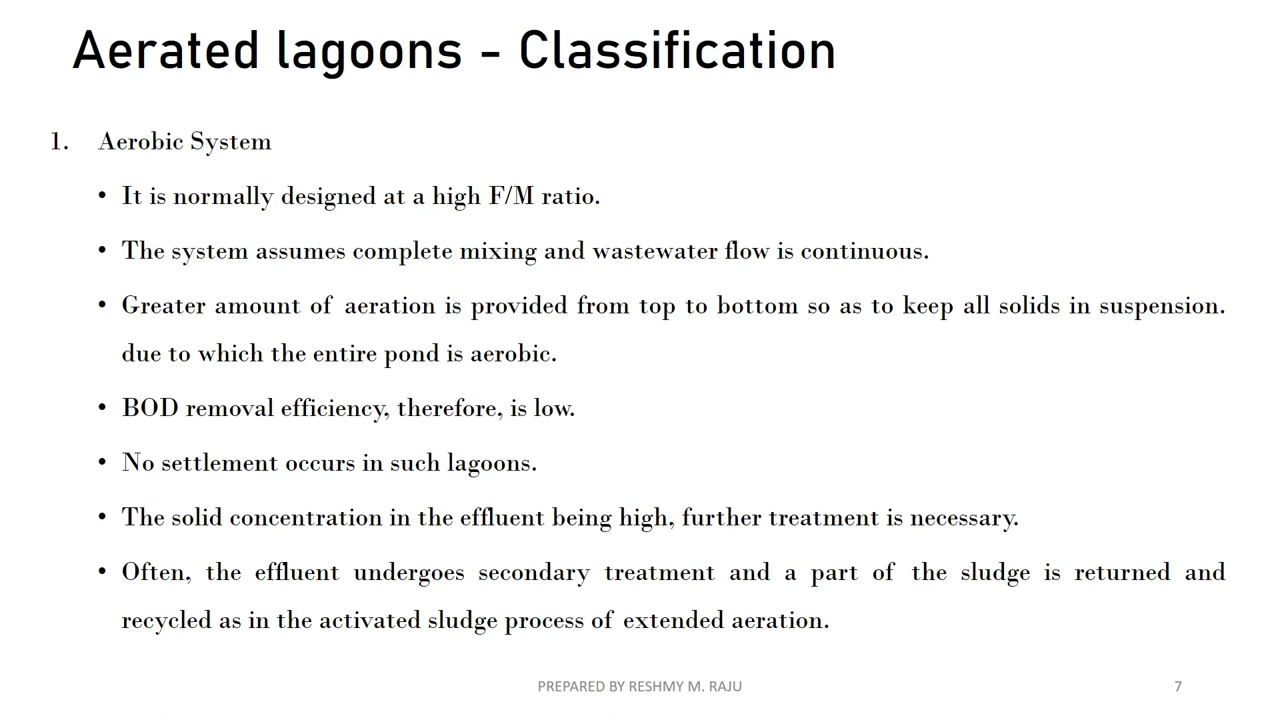 Aerated lagoons - Classification
1. Aerobic System
• It is normally designed at a high F/M ratio.
• The system assumes complete mixing and wastewater flow is continuous.
• Greater amount of aeration is provided from top to bottom so as to keep all solids in suspension.
due to which the entire pond is aerobic.
• BOD removal efficiency, therefore, is low.
• No settlement occurs in such lagoons.
• The solid concentration in the effluent being high, further treatment is necessary.
• Often, the effluent undergoes secondary treatment and a part of the sludge is returned and
recycled as in the activated sludge process of extended aeration.
PREPARED BY RESHMY M. RAJU
7